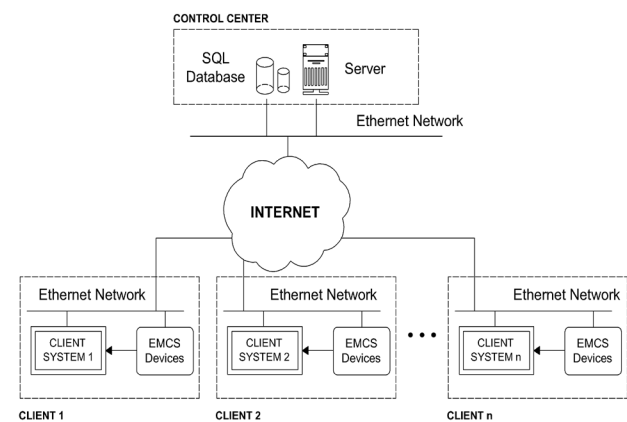 CONTROL CENTER
SQL
Database
Server
Ethernet Network
INTERNET
Ethernet Network
CLIENT
SYSTEM 1
EMCS
Devices
CLIENT 1
Ethernet Network
CLIENT
SYSTEM 2
EMCS
Devices
CLIENT 2
• • •
Ethernet Network
CLIENT
SYSTEM n
EMCS
Devices
CLIENT n